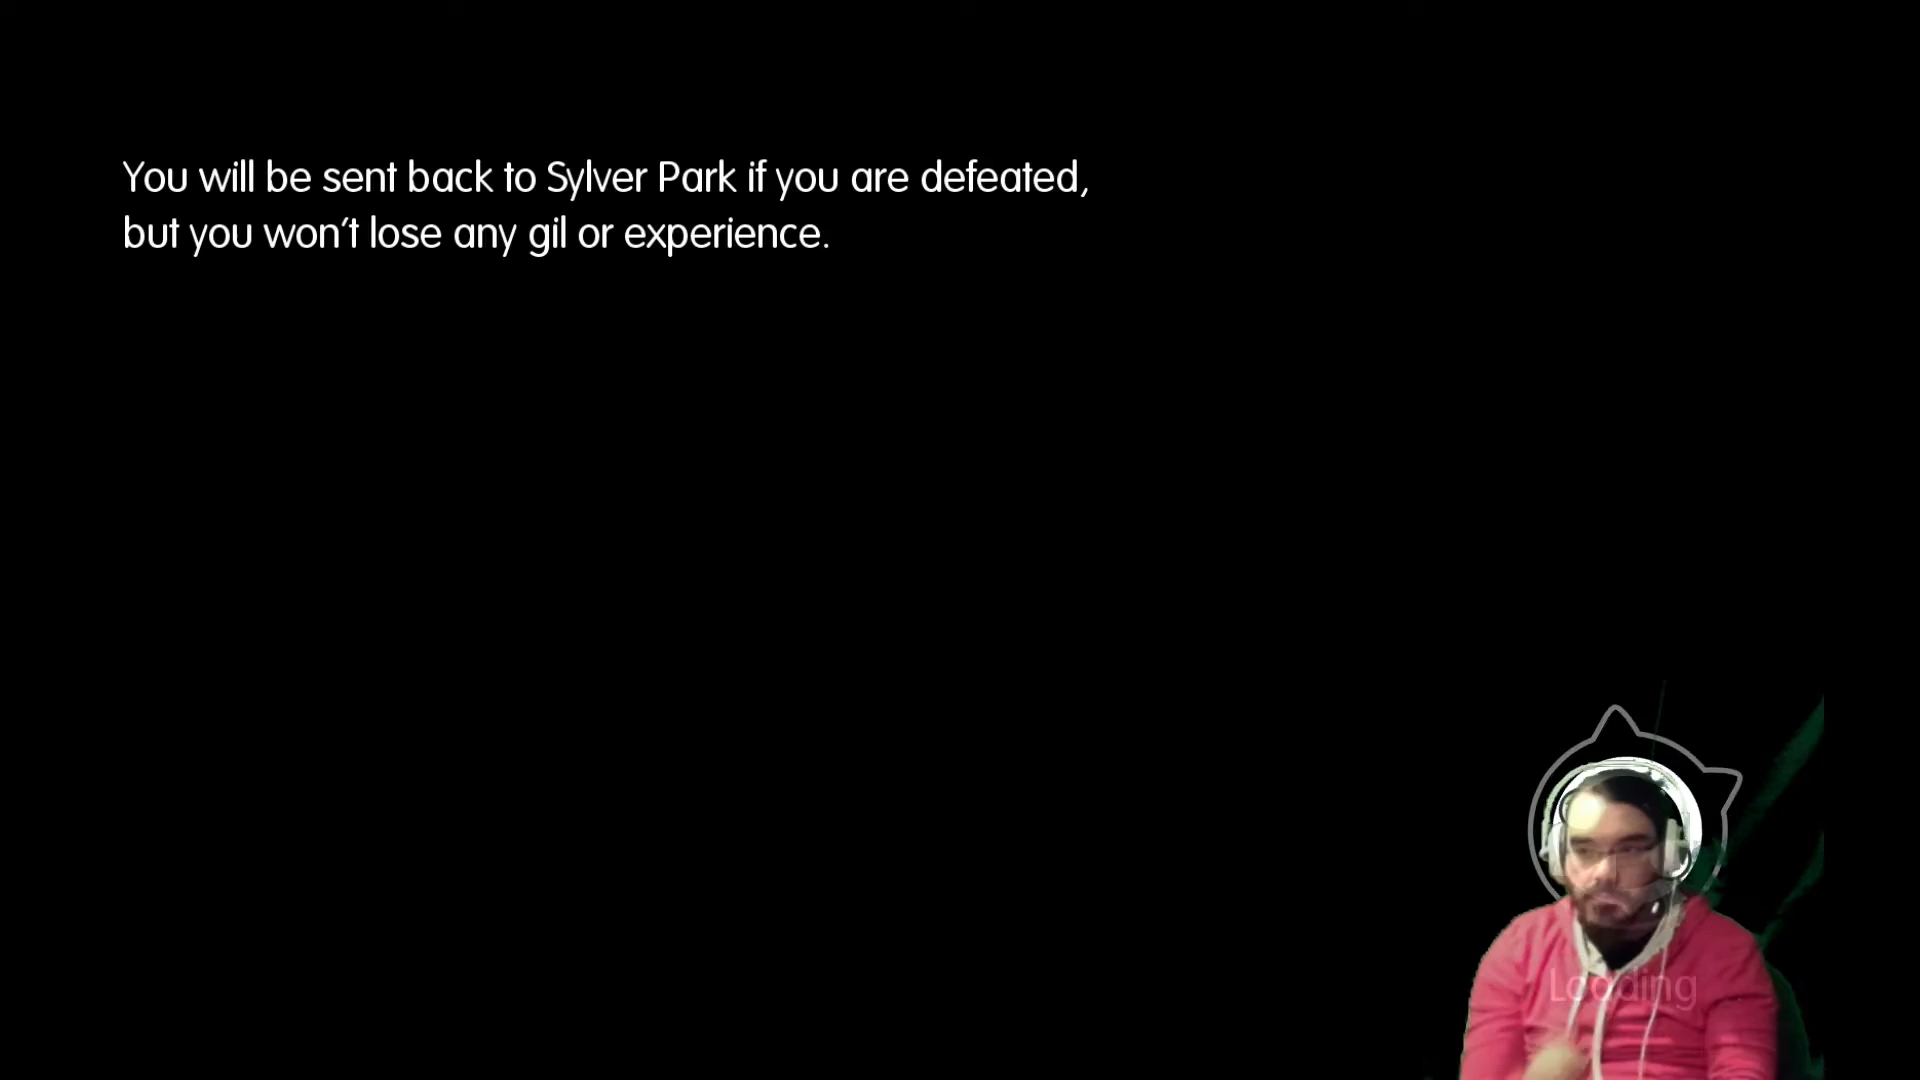 You will be sent back to Sylver Park if you are defeated,
but you won't lose any gil or experience.
Loading